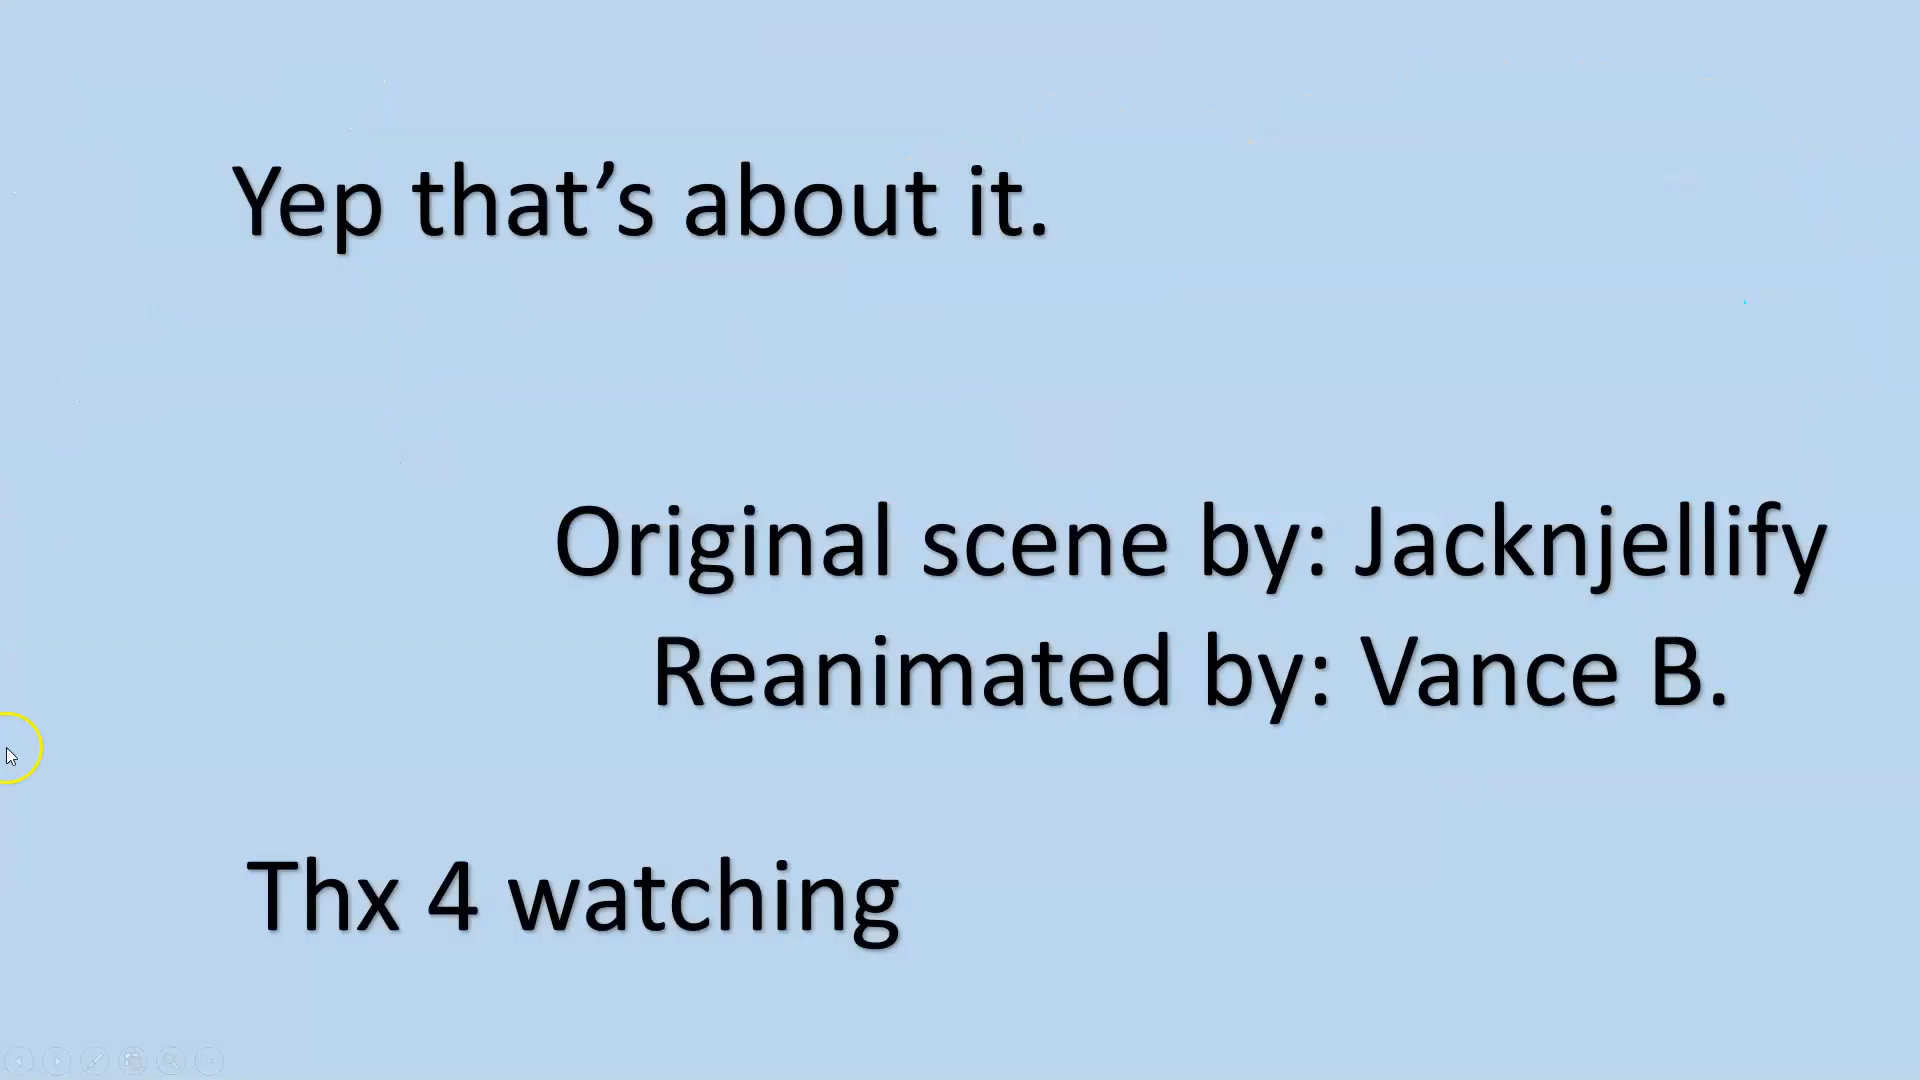 Yep that’s about it.
Original scene by: Jacknjellify
Reanimated by: Vance B.
Thx 4 watching